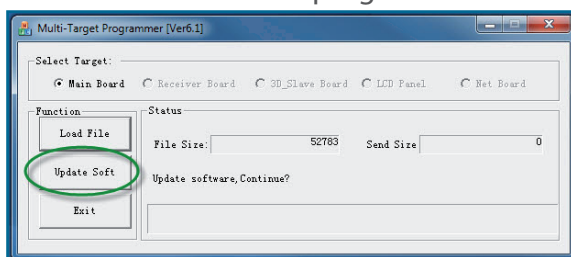 Multi-Target Programmer [Ver6.1]
Select Target:
Main Board Receiver Board 3D_Slave Board LCD Panel Net Board
Function
Status
Load File
File Size: 52783 Send Size 0
Update Soft
Update software, Continue?
Exit